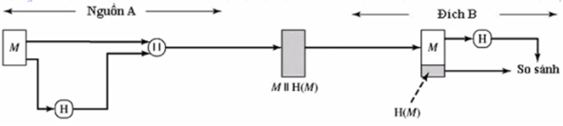 Nguồn A
Đích B
M
H
||
M || H(M)
M
H
So sánh
H(M)